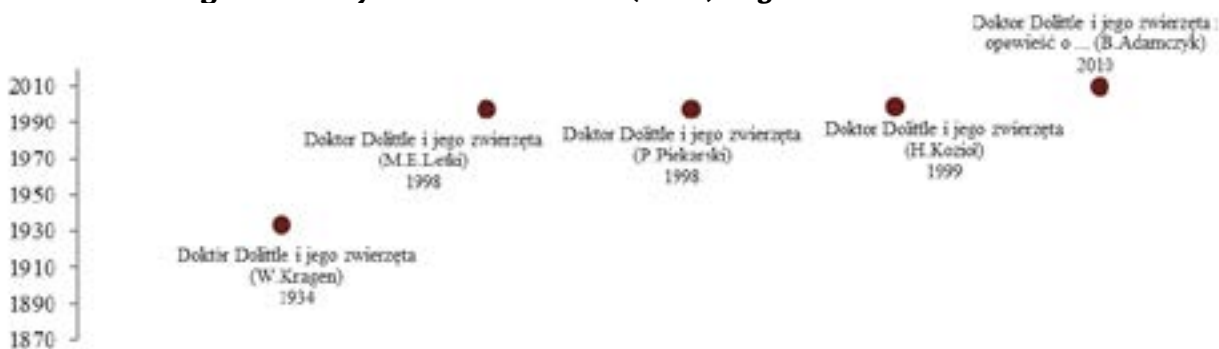 Doktor Dolittle i jego zwierzęta :
opowieść o ... (B.Adamczyk)
2010
2010
1990
1970
1950
1930
1910
1890
1870
Doktor Dolittle i jego zwierzęta
(M.E.Letki)
1998
Doktor Dolittle i jego zwierzęta
(P.Piekarski)
1998
Doktor Dolittle i jego zwierzęta
(H.Kozioł)
1999
Doktor Dolittle i jego zwierzęta
(W.Kragen)
1934